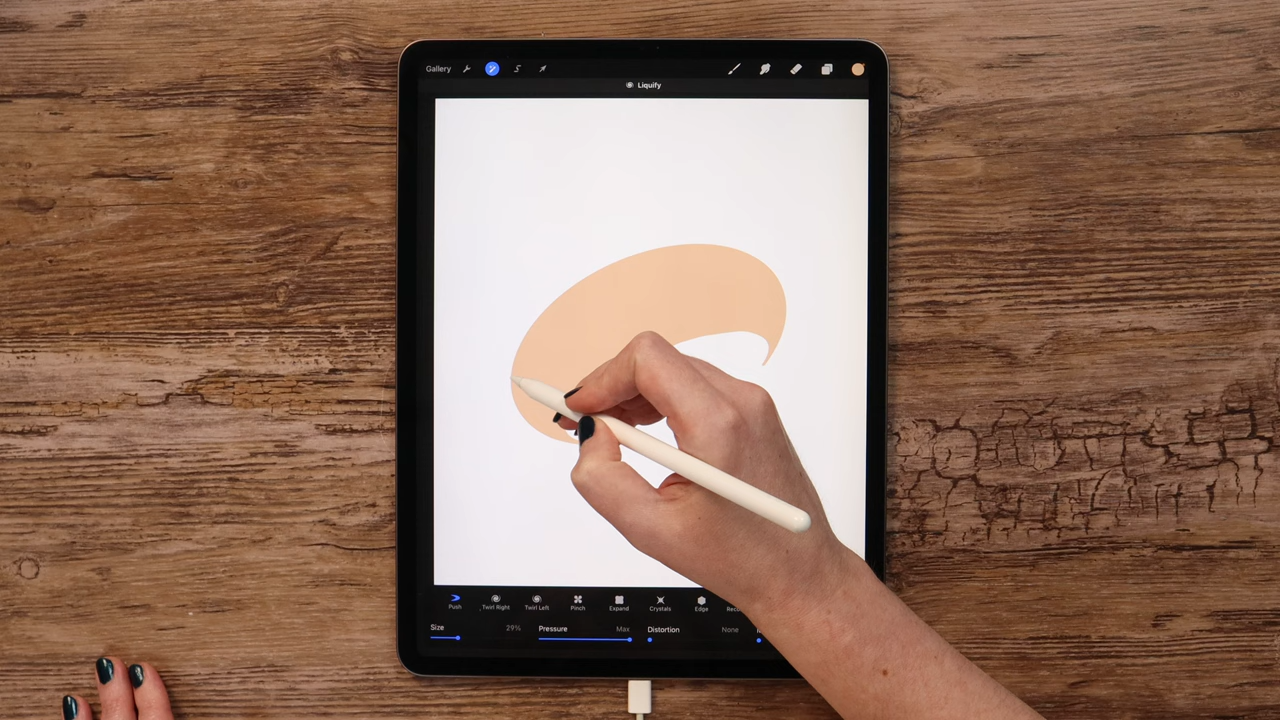 Gallery
S
Liquify
Push Twirl Right Twirl Left Pinch Expand Crystals Edge
Size 29% Pressure Max Distortion None